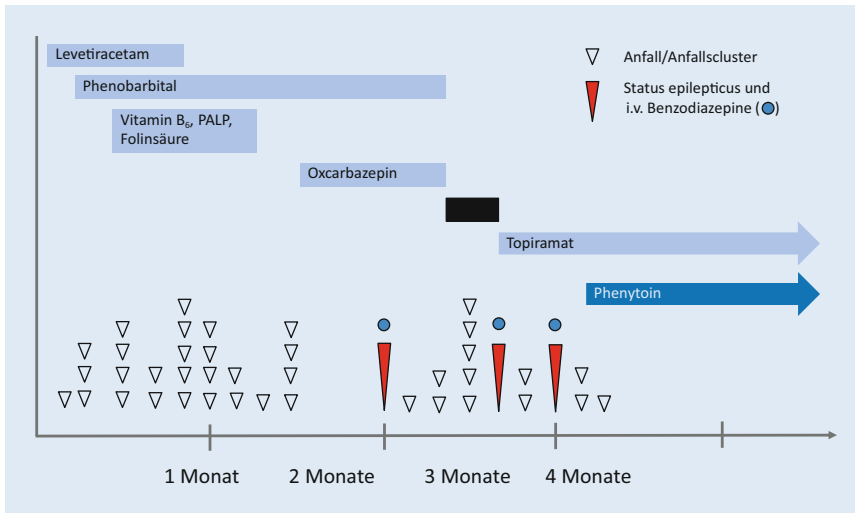 Levetiracetam
Phenobarbital
Vitamin B₆, PALP,
Folinsäure
Oxcarbazepin
Topiramat
Phenytoin
Anfall/Anfallscluster
Status epilepticus und
i.v. Benzodiazepine ( )
1 Monat
2 Monate
3 Monate
4 Monate